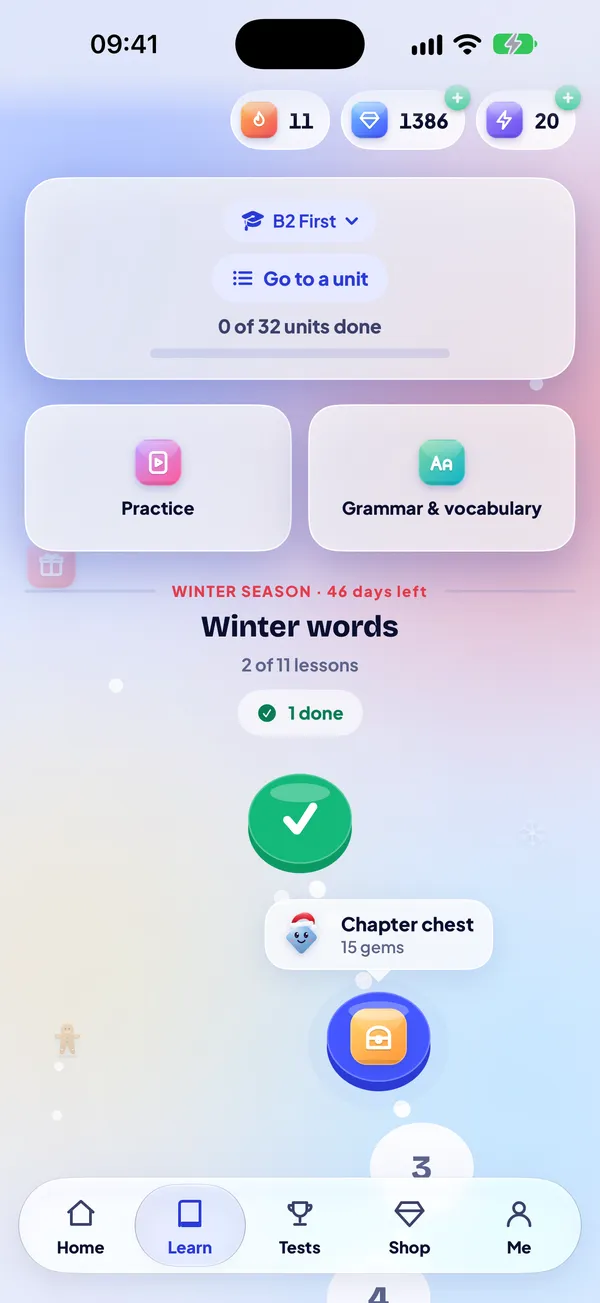 09:41
11
1386
20
B2 First
Go to a unit
0 of 32 units done
Practice
Aa
Grammar & vocabulary
WINTER SEASON · 46 days left
Winter words
2 of 11 lessons
1 done
Chapter chest
15 gems
3
Home
Learn
Tests
Shop
Me
4